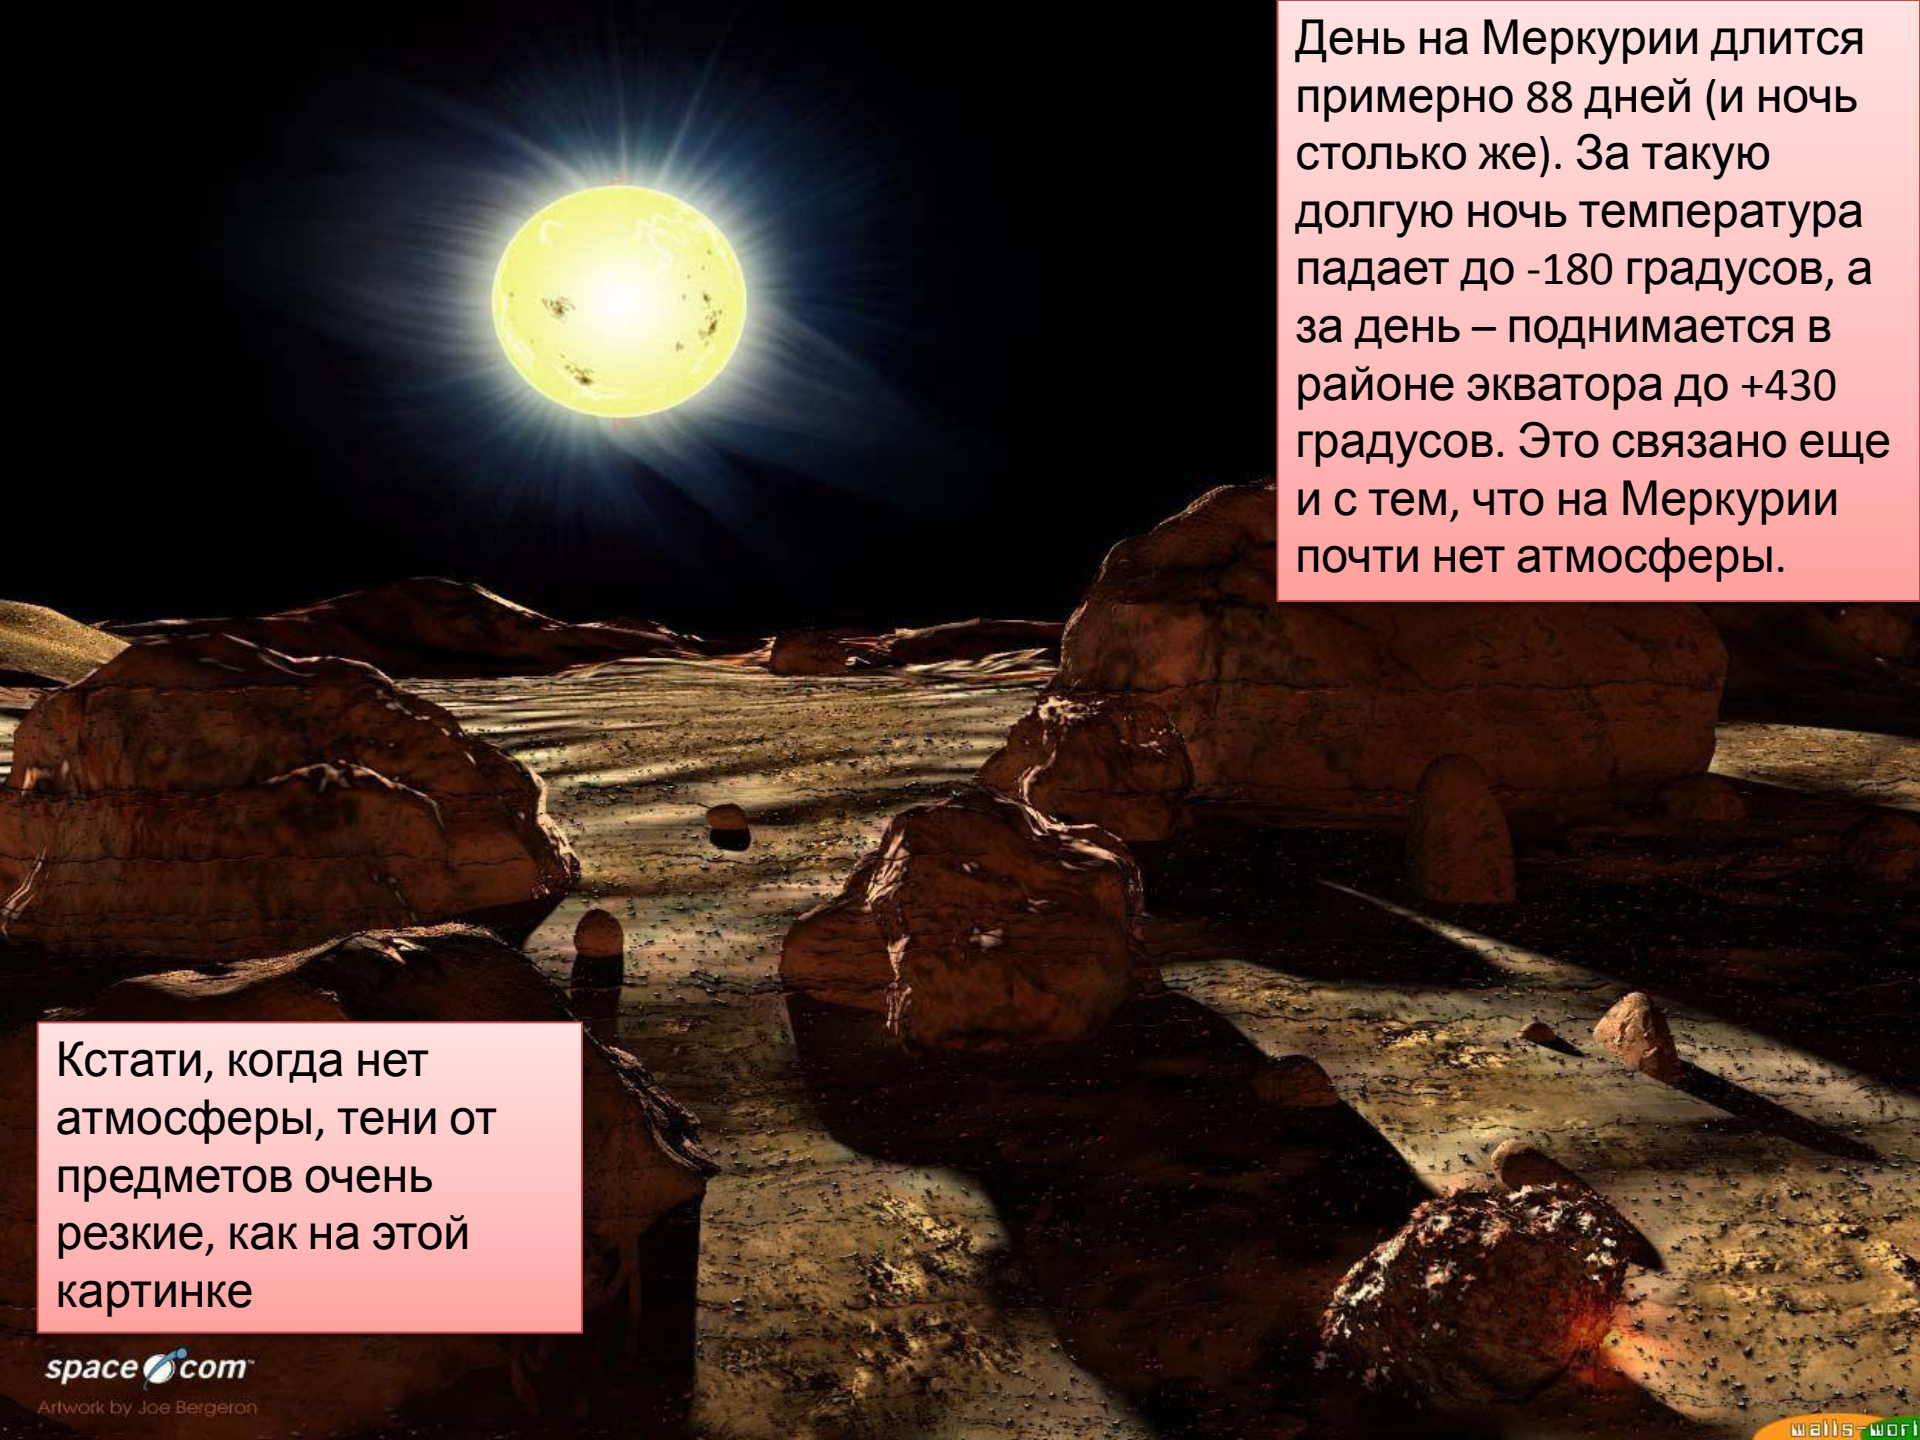 День на Меркурии длится
примерно 88 дней (и ночь
столько же). За такую
долгую ночь температура
падает до -180 градусов, а
за день – поднимается в
районе экватора до +430
градусов. Это связано еще
и с тем, что на Меркурии
почти нет атмосферы.
Кстати, когда нет
атмосферы, тени от
предметов очень
резкие, как на этой
картинке
space com
Artwork by Joe Bergeron